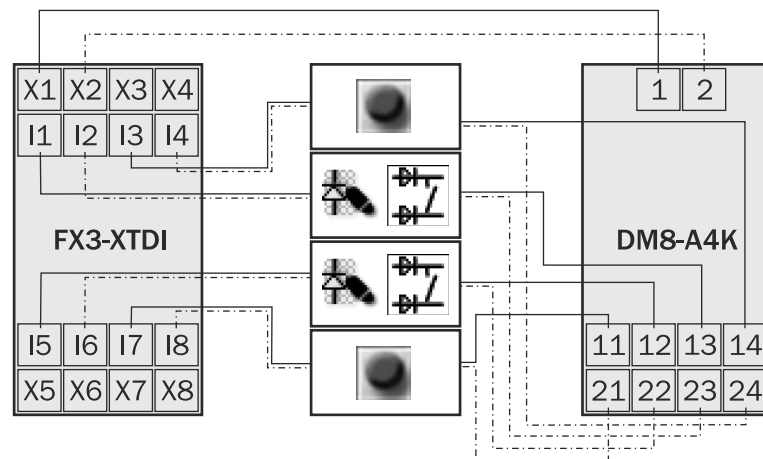 X1 X2 X3 X4
1 2
I1 I2 I3 I4
FX3-XTDI
DM8-A4K
I5 I6 I7 I8
11 12 13 14
X5 X6 X7 X8
21 22 23 24